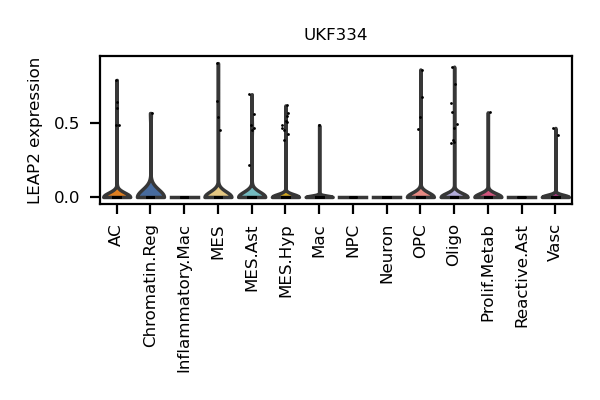 UKF334
LEAP2 expression
0.5
0.0
AC
Chromatin.Reg
Inflammatory.Mac
MES
MES.Ast
MES.Hyp
Mac
NPC
Neuron
OPC
Oligo
Prolif.Metab
Reactive.Ast
Vasc